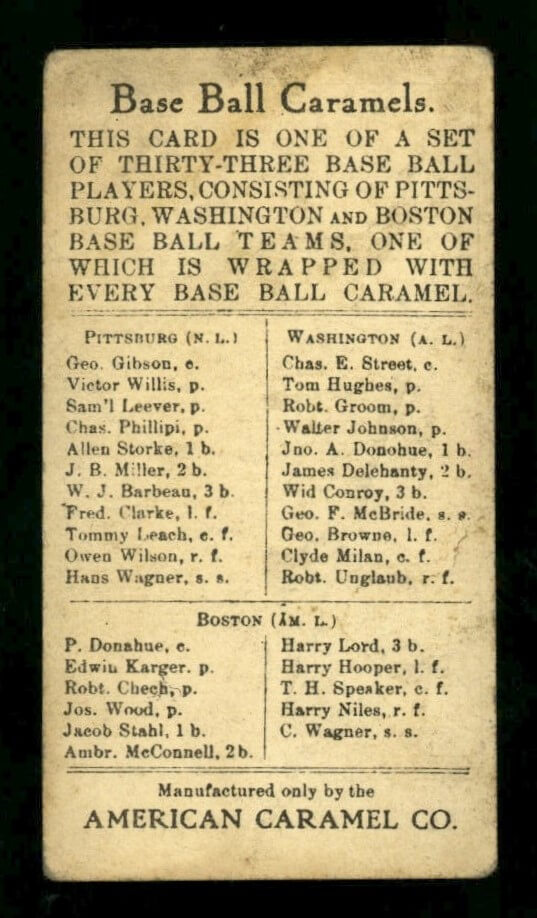 Base Ball Caramels.
THIS CARD IS ONE OF A SET
OF THIRTY-THREE BASE BALL
PLAYERS, CONSISTING OF PITTS-
BURG, WASHINGTON AND BOSTON
BASE BALL TEAMS, ONE OF
WHICH IS WRAPPED WITH
EVERY BASE BALL CARAMEL.
PITTSBURG (N. L.)
Geo. Gibson, c.
Victor Willis, p.
Sam'l Leever, p.
Chas. Phillipi, p.
Allen Storke, 1 b.
J. B. Miller, 2 b.
W. J. Barbeau, 3 b.
Fred. Clarke, l. f.
Tommy Leach, c. f.
Owen Wilson, r. f.
Hans Wagner, s. s.
WASHINGTON (A. L.)
Chas. E. Street, c.
Tom Hughes, p.
Robt. Groom, p.
Walter Johnson, p.
Jno. A. Donohue, 1 b.
James Delehanty, 2 b.
Wid Conroy, 3 b.
Geo. F. McBride, s. s.
Geo. Browne, l. f.
Clyde Milan, c. f.
Robt. Unglaub, r. f.
BOSTON (AM. L.)
P. Donahue, c.
Edwin Karger. p.
Robt. Chech, p.
Jos. Wood, p.
Jacob Stahl, 1 b.
Ambr. McConnell, 2 b.
Harry Lord, 3 b.
Harry Hooper, l. f.
T. H. Speaker, c. f.
Harry Niles, r. f.
C. Wagner, s. s.
Manufactured only by the
AMERICAN CARAMEL CO.